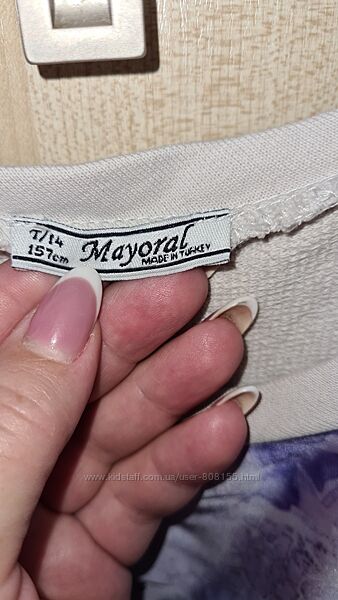 T/14
157cm
Mayoral
MADE IN TURKEY
www.kidstaff.com.ua/user-808155.html